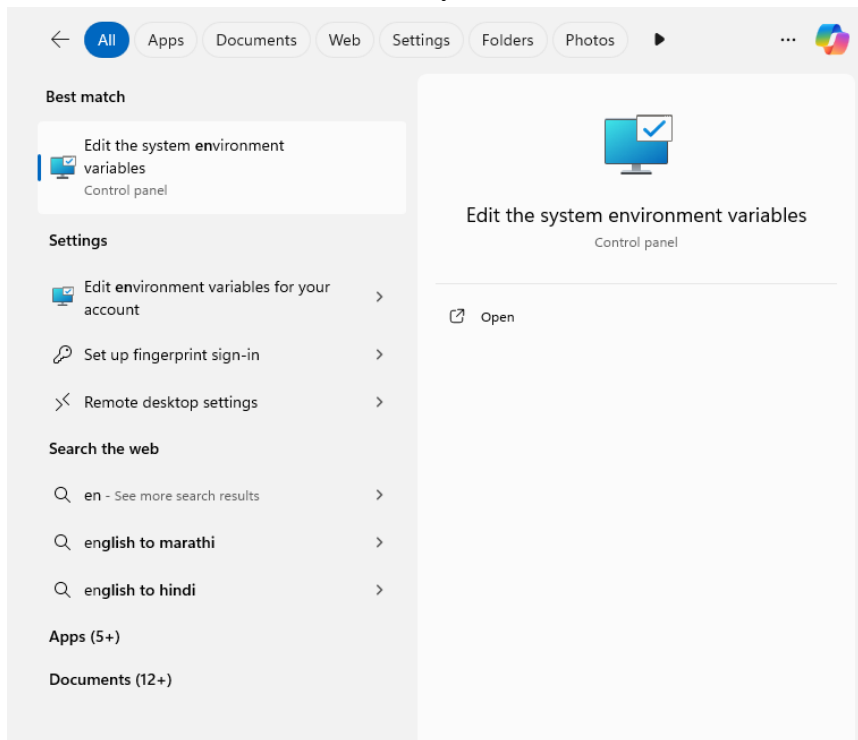 All Apps Documents Web Settings Folders Photos ...
Best match
Edit the system environment
variables
Control panel
Settings
Edit environment variables for your
account
Set up fingerprint sign-in
Remote desktop settings
Search the web
en - See more search results
english to marathi
english to hindi
Apps (5+)
Documents (12+)
Edit the system environment variables
Control panel
Open